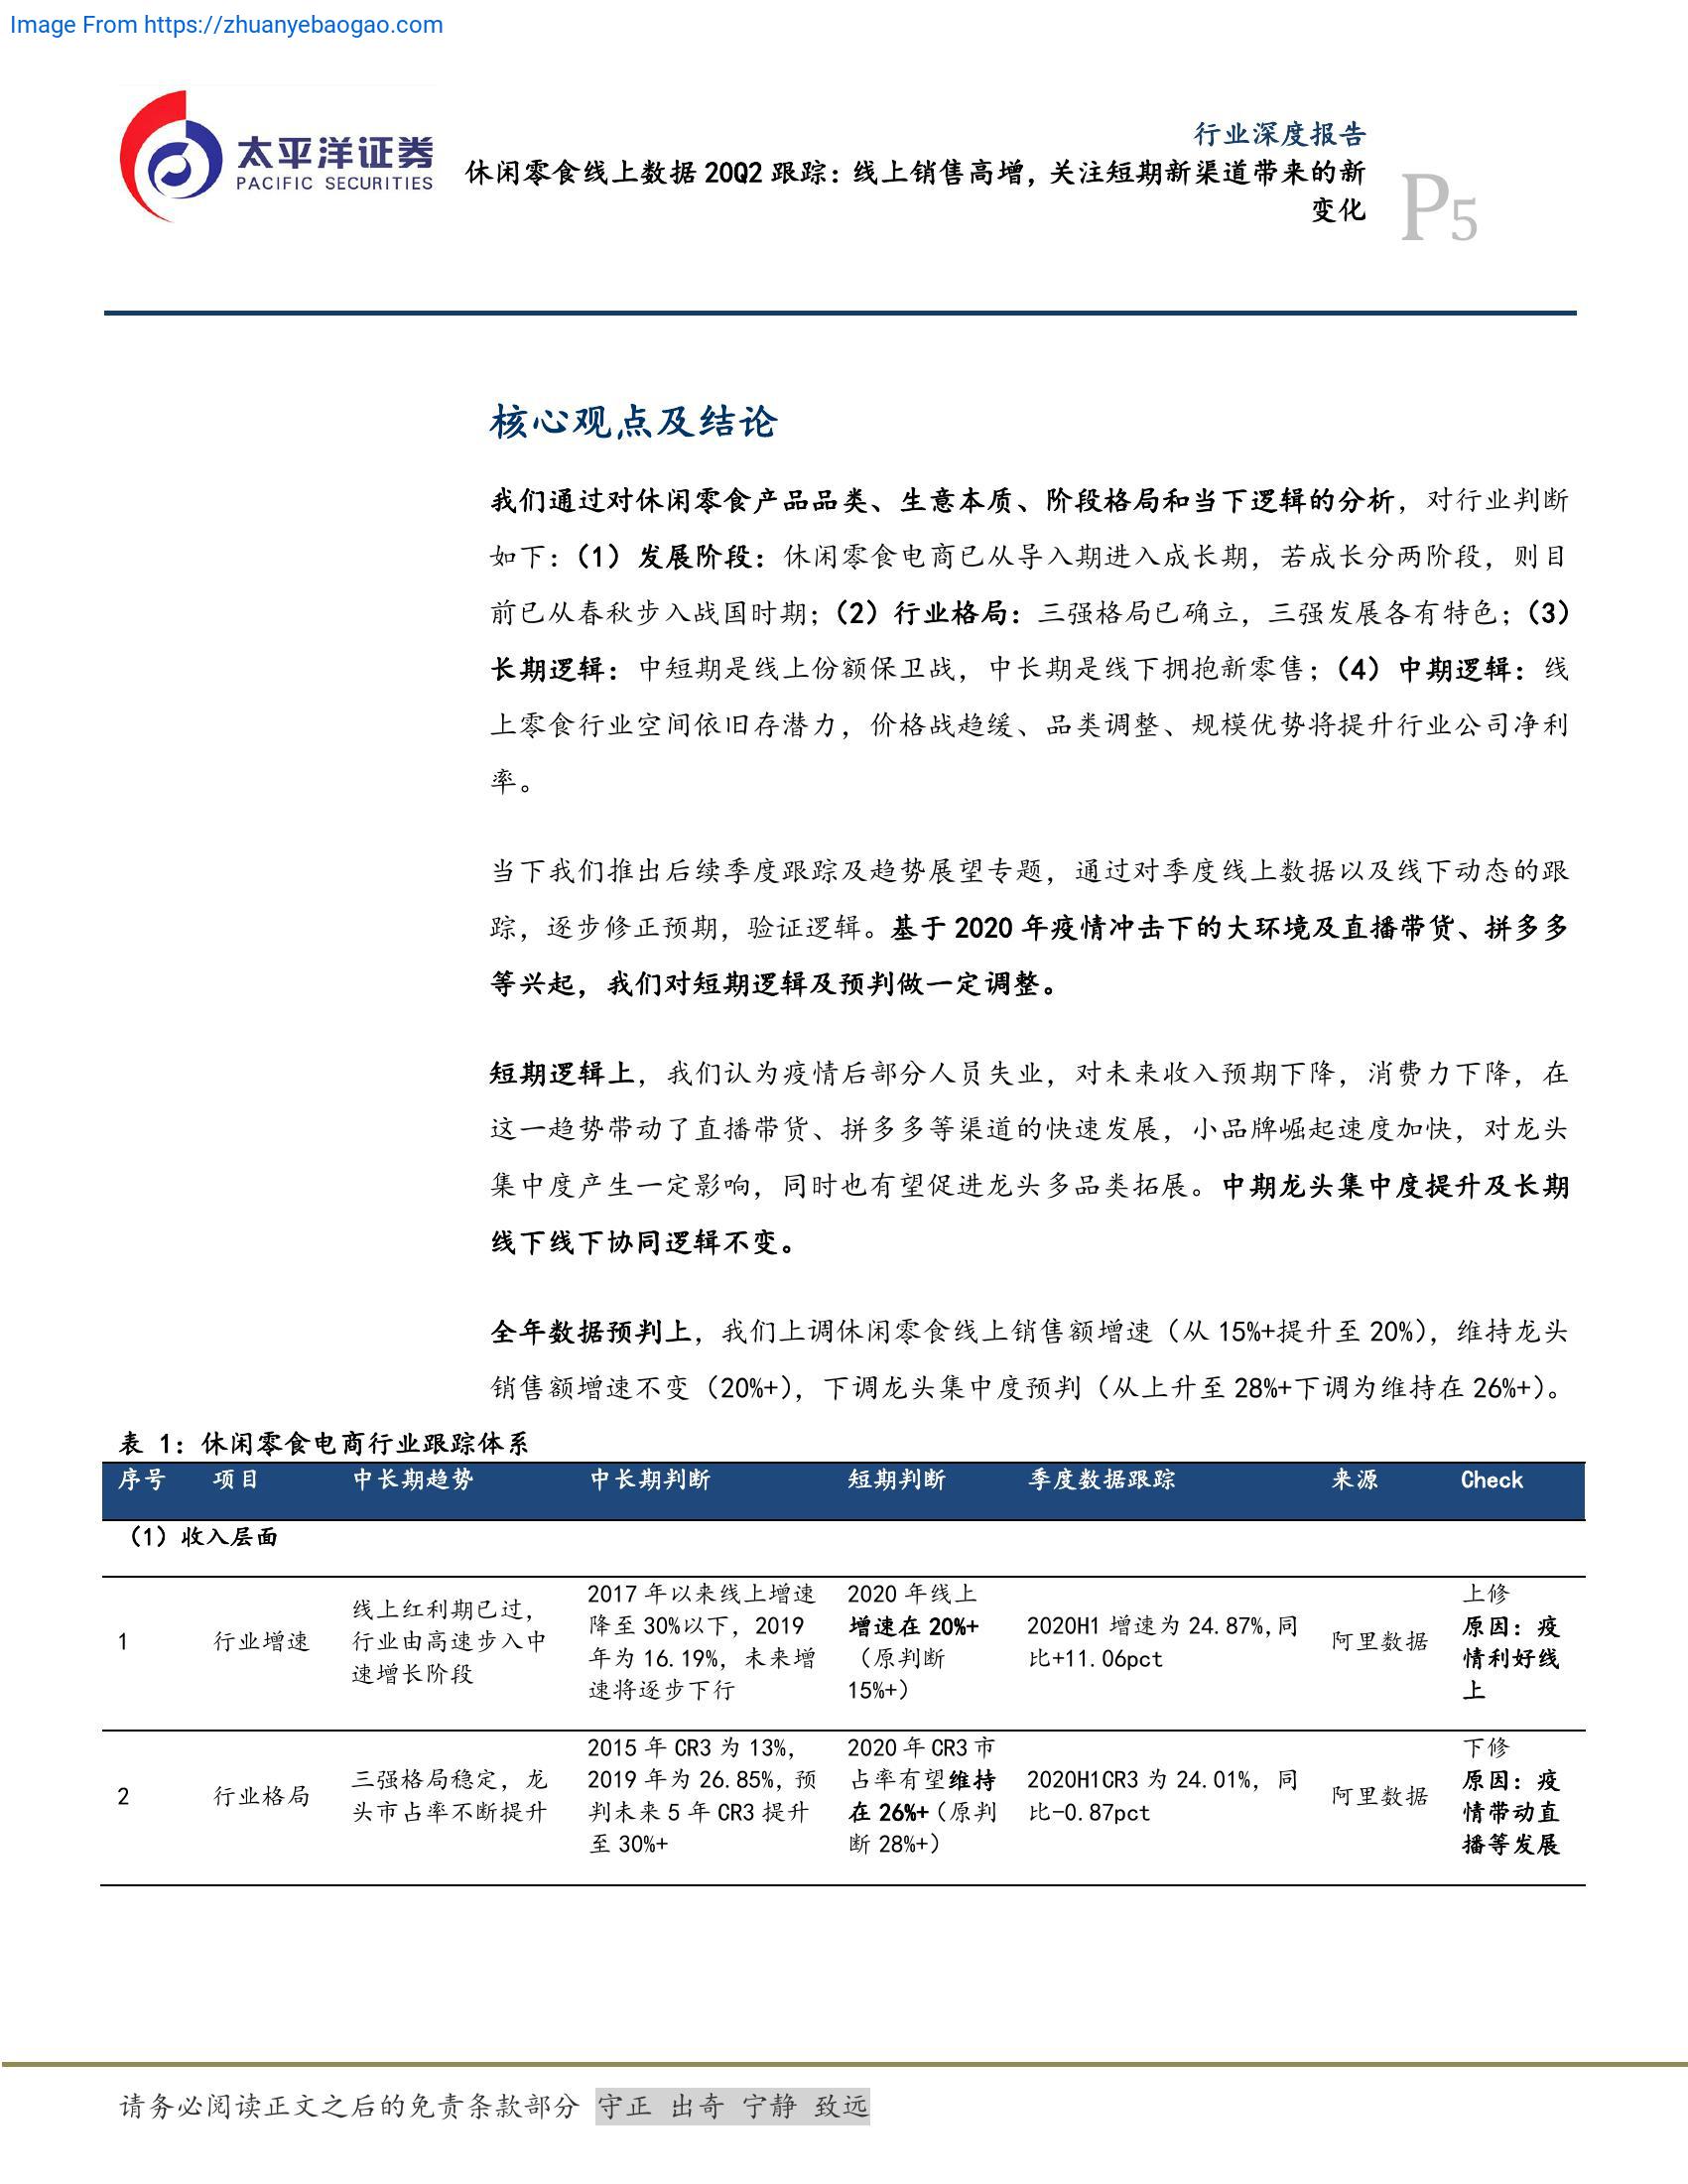 Image From https://zhuanyebaogao.com
太平洋证券
PACIFIC SECURITIES
行业深度报告
休闲零食线上数据 20Q2 跟踪：线上销售高增，关注短期新渠道带来的新
变化
P5
核心观点及结论
我们通过对休闲零食产品品类、生意本质、阶段格局和当下逻辑的分析，对行业判断
如下：（1）发展阶段：休闲零食电商已从导入期进入成长期，若成长分两阶段，则目
前已从春秋步入战国时期；（2）行业格局：三强格局已确立，三强发展各有特色；（3）
长期逻辑：中短期是线上份额保卫战，中长期是线下拥抱新零售；（4）中期逻辑：线
上零食行业空间依旧存潜力，价格战趋缓、品类调整、规模优势将提升行业公司净利
率。
当下我们推出后续季度跟踪及趋势展望专题，通过对季度线上数据以及线下动态的跟
踪，逐步修正预期，验证逻辑。基于 2020 年疫情冲击下的大环境及直播带货、拼多多
等兴起，我们对短期逻辑及预判做一定调整。
短期逻辑上，我们认为疫情后部分人员失业，对未来收入预期下降，消费力下降，在
这一趋势带动了直播带货、拼多多等渠道的快速发展，小品牌崛起速度加快，对龙头
集中度产生一定影响，同时也有望促进龙头多品类拓展。中期龙头集中度提升及长期
线下线下协同逻辑不变。
全年数据预判上，我们上调休闲零食线上销售额增速（从 15%+提升至 20%），维持龙头
销售额增速不变（20%+），下调龙头集中度预判（从上升至 28%+下调为维持在 26%+）。
表 1：休闲零食电商行业跟踪体系
序号 项目 中长期趋势 中长期判断 短期判断 季度数据跟踪 来源 Check
（1）收入层面
1
行业增速
线上红利期已过，
行业由高速步入中
速增长阶段
2017 年以来线上增速
降至 30%以下，2019
年为 16.19%，未来增
速将逐步下行
2020 年线上
增速在 20%+
（原判断
15%+）
2020H1 增速为 24.87%,同
比+11.06pct
阿里数据
上修
原因：疫
情利好线
上
2
行业格局
三强格局稳定，龙
头市占率不断提升
2015 年 CR3 为 13%，
2019 年为 26.85%，预
判未来 5 年 CR3 提升
至 30%+
2020 年 CR3 市
占率有望维持
在 26%+（原判
断 28%+）
2020H1CR3 为 24.01%，同
比-0.87pct
阿里数据
下修
原因：疫
情带动直
播等发展
请务必阅读正文之后的免责条款部分 守正 出奇 宁静 致远